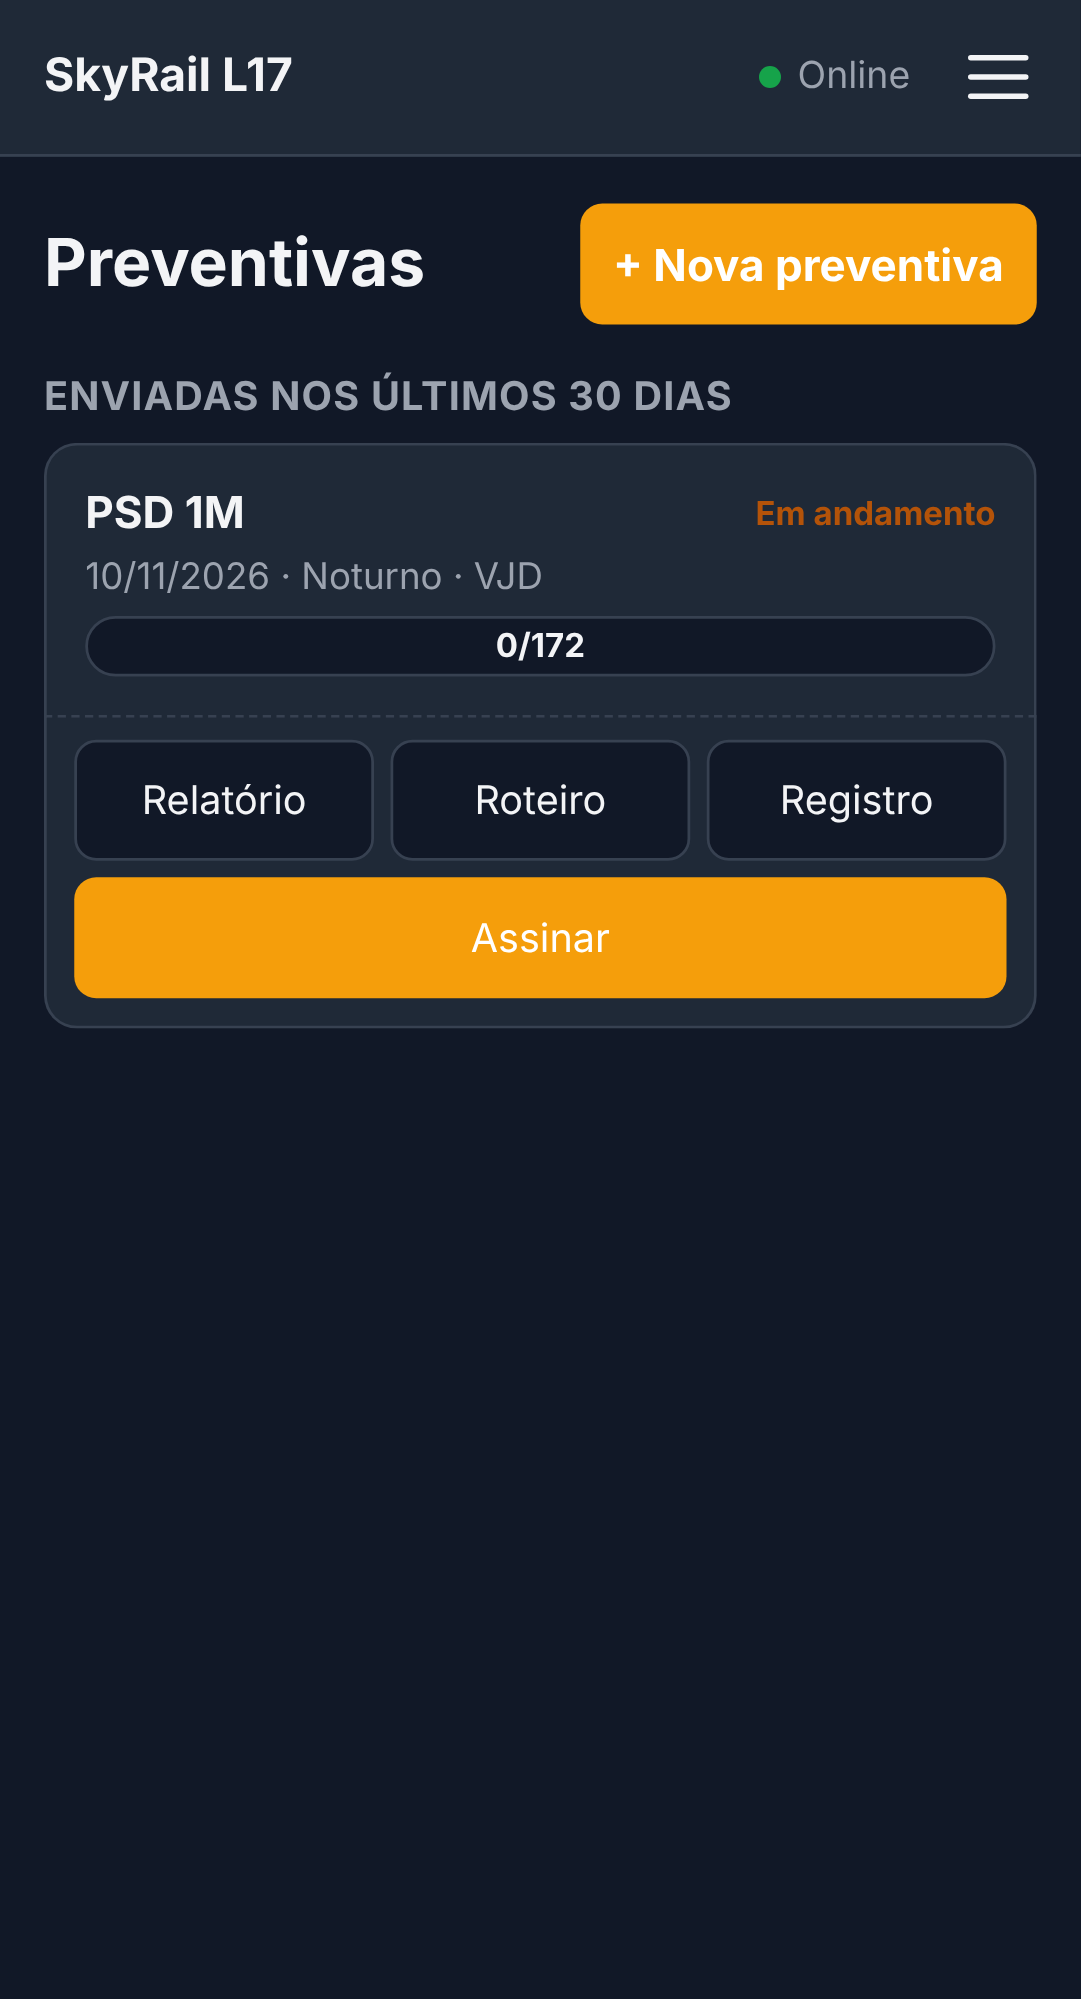 SkyRail L17
Online
Preventivas
+ Nova preventiva
ENVIADAS NOS ÚLTIMOS 30 DIAS
PSD 1M
Em andamento
10/11/2026 · Noturno · VJD
0/172
Relatório
Roteiro
Registro
Assinar